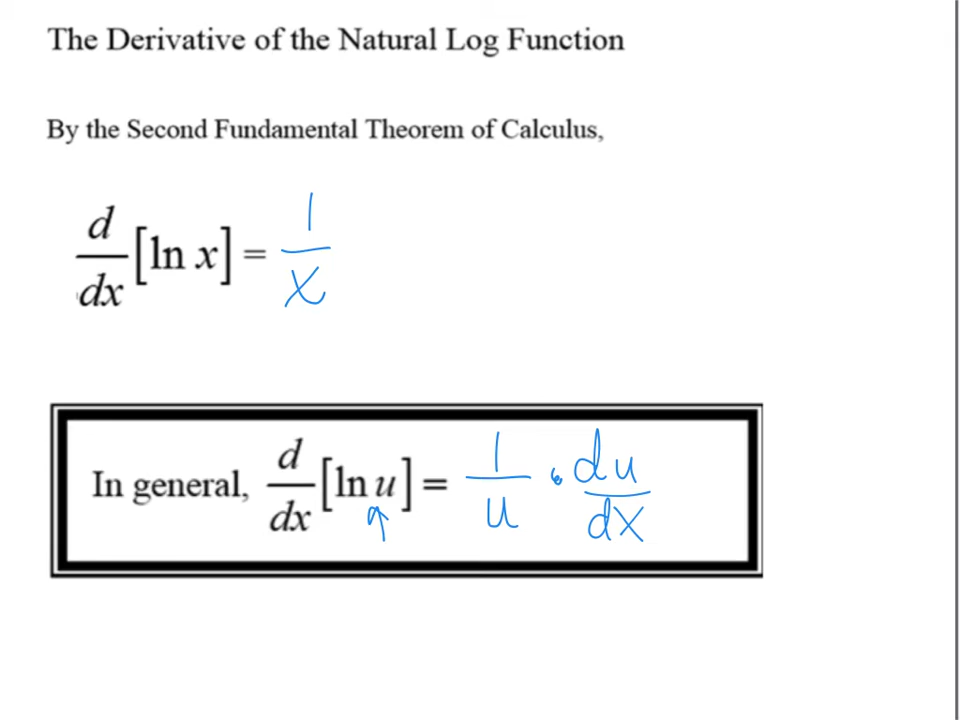 The Derivative of the Natural Log Function
By the Second Fundamental Theorem of Calculus,
d/dx [ln x] = 1/x
In general, d/dx [ln u] = 1/u · du/dx